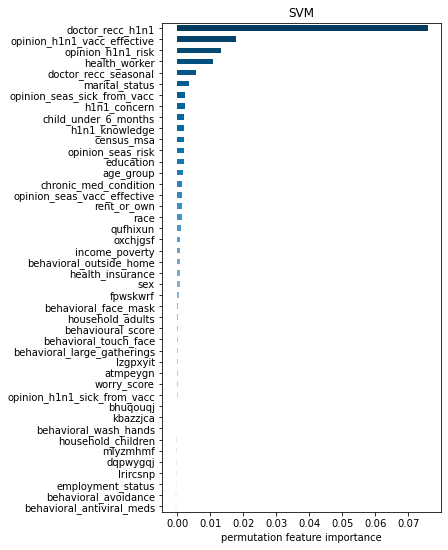 SVM
doctor_recc_h1n1
opinion_h1n1_vacc_effective
opinion_h1n1_risk
health_worker
doctor_recc_seasonal
marital_status
opinion_seas_sick_from_vacc
h1n1_concern
child_under_6_months
h1n1_knowledge
census_msa
opinion_seas_risk
education
age_group
chronic_med_condition
opinion_seas_vacc_effective
rent_or_own
race
qufhixun
oxchjgsf
income_poverty
behavioral_outside_home
health_insurance
sex
fpwskwrf
behavioral_face_mask
household_adults
behavioural_score
behavioral_touch_face
behavioral_large_gatherings
lzgpxyit
atmpeygn
worry_score
opinion_h1n1_sick_from_vacc
bhuqouqj
kbazzjca
behavioral_wash_hands
household_children
mlyzmhmf
dqpwygqj
lrircsnp
employment_status
behavioral_avoidance
behavioral_antiviral_meds
0.00 0.01 0.02 0.03 0.04 0.05 0.06 0.07
permutation feature importance